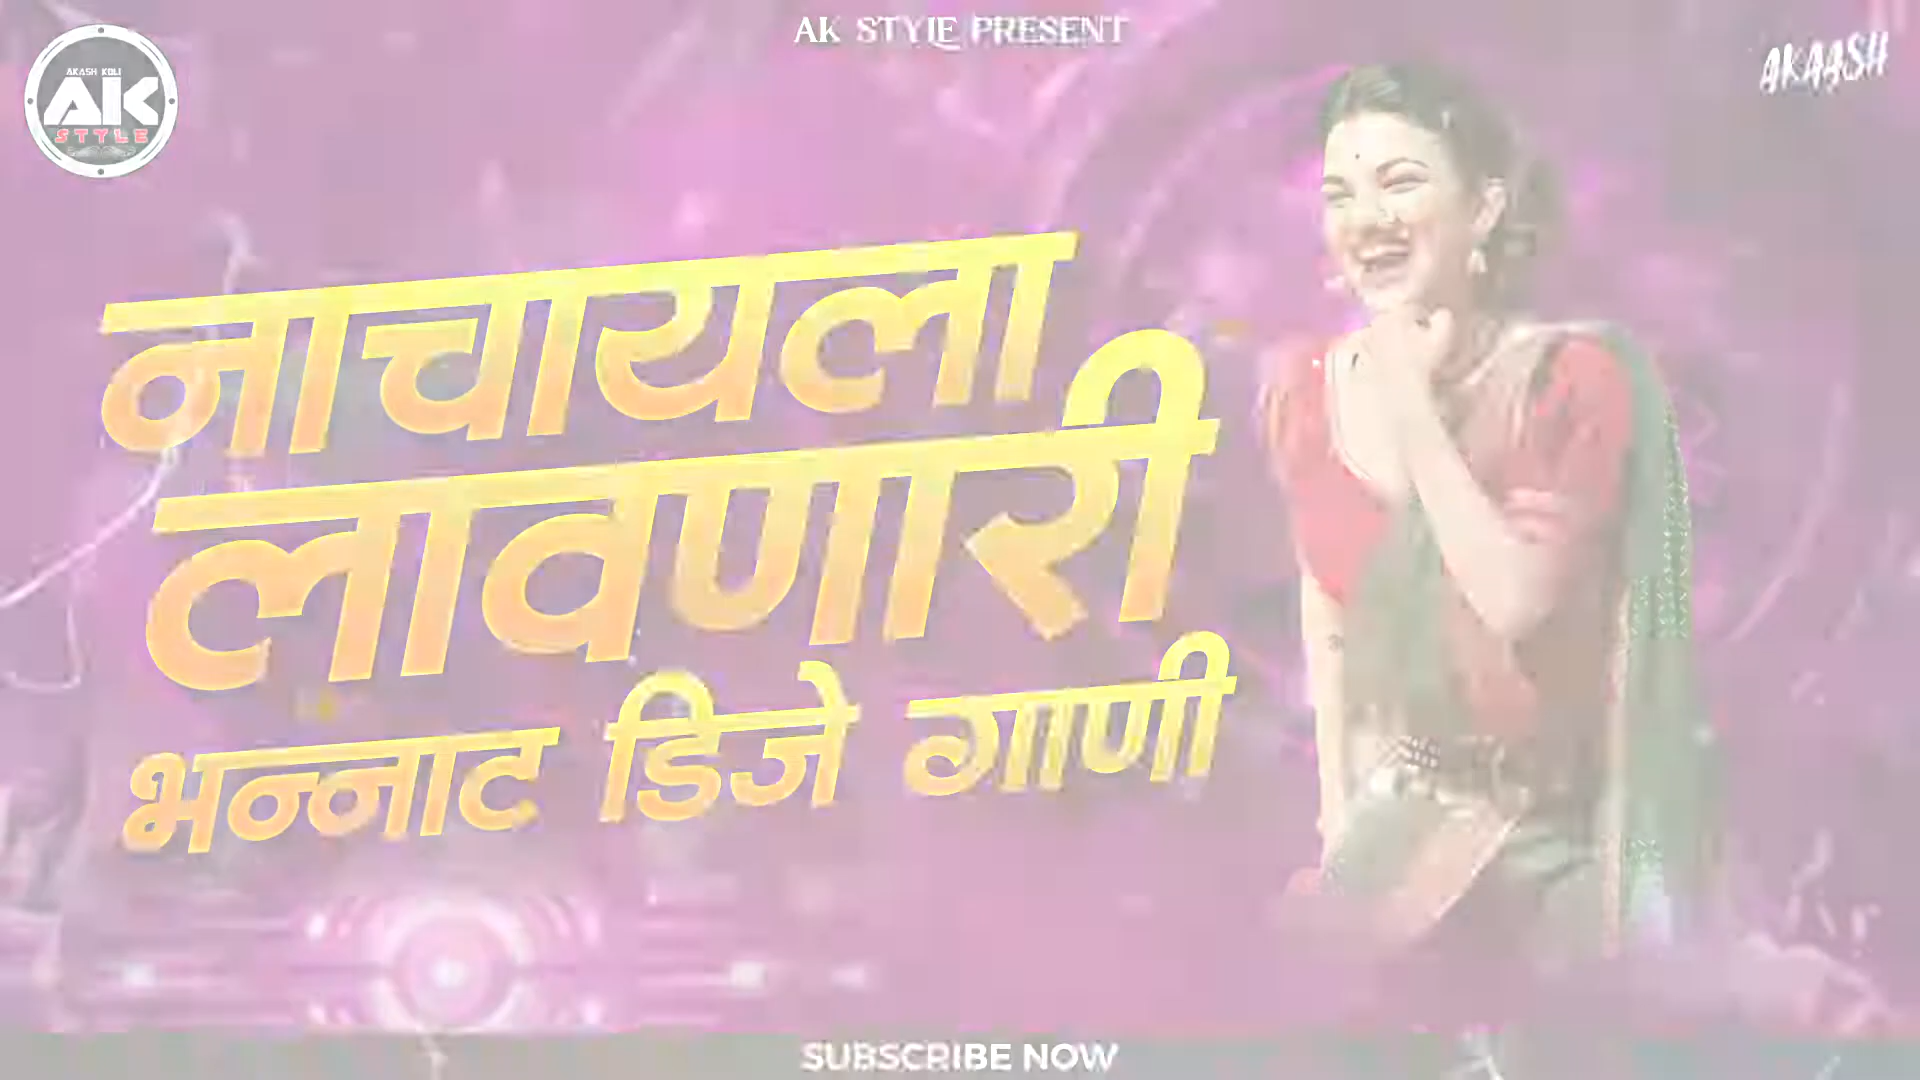 AK STYLE PRESENT
AKASH KOLI
AK
STYLE
AKAASH
नाचायला
लावणारी
भन्नाट डिजे गाणी
SUBSCRIBE NOW